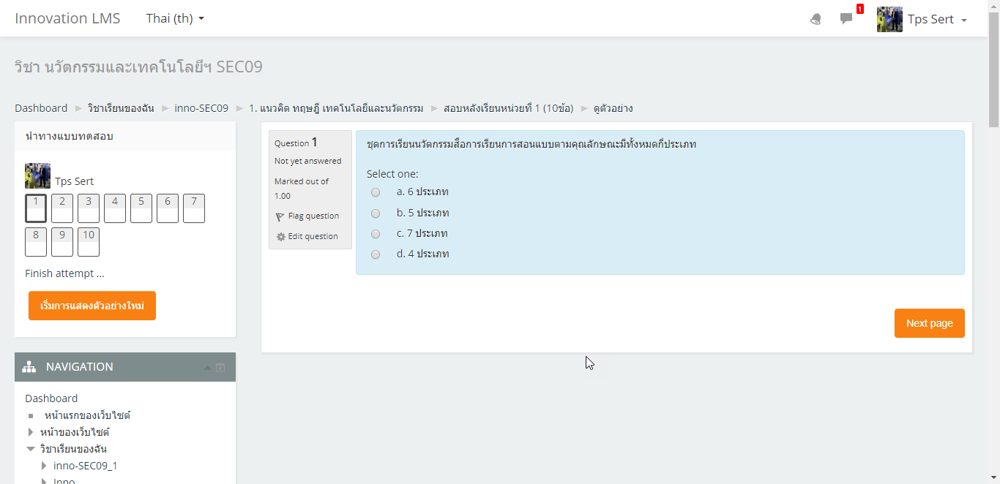 Innovation LMS Thai (th) 1 Tps Sert
วิชา นวัตกรรมและเทคโนโลยีฯ SEC09
Dashboard วิชาเรียนของฉัน inno-SEC09 1. แนวคิด ทฤษฎี เทคโนโลยีและนวัตกรรม สอบหลังเรียนหน่วยที่ 1 (10ข้อ) ดูตัวอย่าง
นำทางแบบทดสอบ
Tps Sert
1 2 3 4 5 6 7
8 9 10
Finish attempt ...
เริ่มการแสดงตัวอย่างใหม่
Question 1
Not yet answered
Marked out of
1.00
Flag question
Edit question
ชุดการเรียนนวัตกรรมสื่อการเรียนการสอนแบบตามคุณลักษณะมีทั้งหมดกี่ประเภท
Select one:
a. 6 ประเภท
b. 5 ประเภท
c. 7 ประเภท
d. 4 ประเภท
Next page
NAVIGATION
Dashboard
หน้าแรกของเว็บไซต์
หน้าของเว็บไซต์
วิชาเรียนของฉัน
inno-SEC09_1
Inno